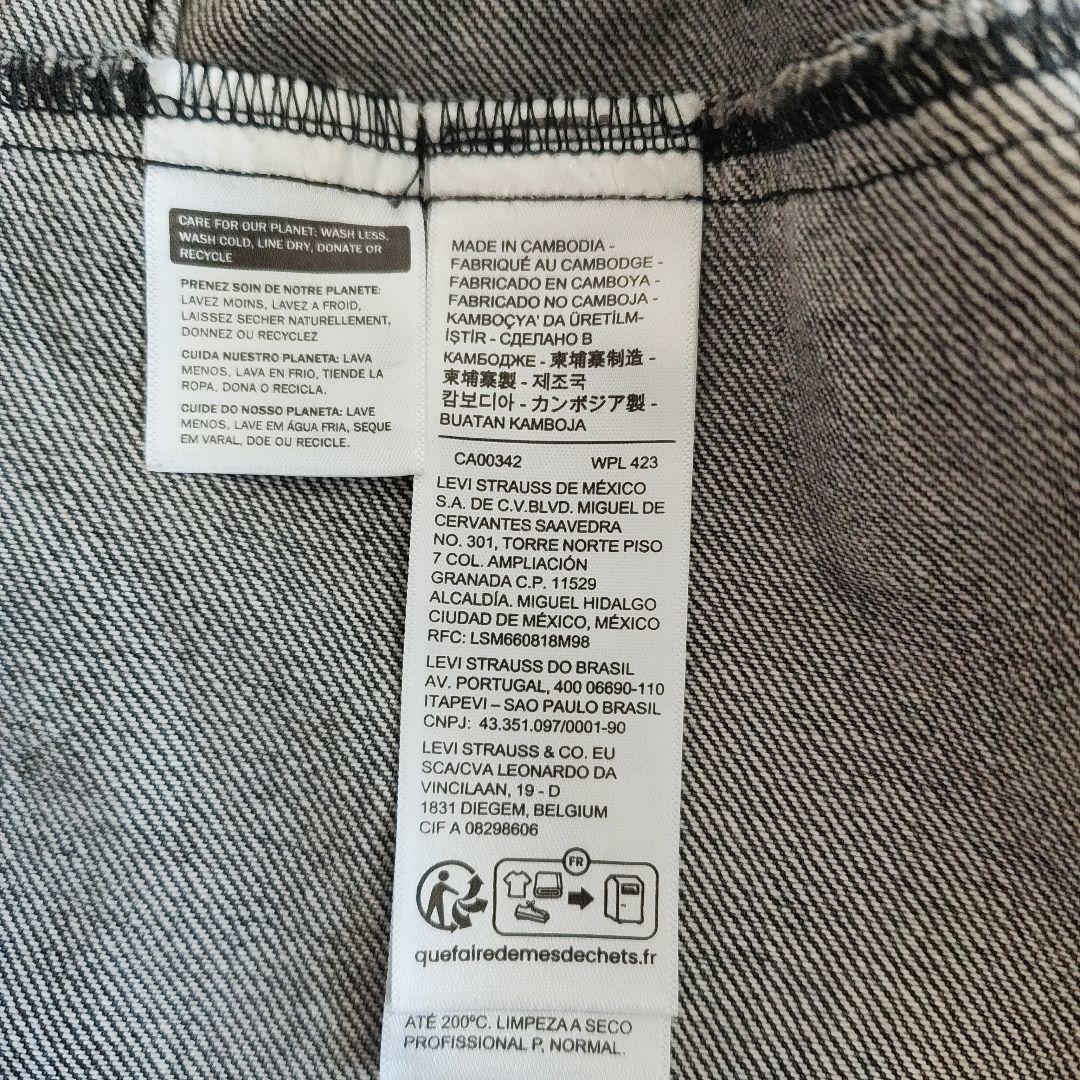 CARE FOR OUR PLANET: WASH LESS,
WASH COLD, LINE DRY, DONATE OR
RECYCLE
PRENEZ SOIN DE NOTRE PLANETE:
LAVEZ MOINS, LAVEZ A FROID,
LAISSEZ SECHER NATURELLEMENT,
DONNEZ OU RECYCLEZ
CUIDA NUESTRO PLANETA: LAVA
MENOS, LAVA EN FRIO, TIENDE LA
ROPA, DONA O RECICLA.
CUIDE DO NOSSO PLANETA: LAVE
MENOS, LAVE EM ÁGUA FRIA, SEQUE
EM VARAL, DOE OU RECICLE.
MADE IN CAMBODIA -
FABRIQUÉ AU CAMBODGE -
FABRICADO EN CAMBOYA -
FABRICADO NO CAMBOJA -
KAMBOÇYA' DA ÜRETİLM-
İŞTİR - СДЕЛАНО В
КАМБОДЖЕ - 柬埔寨制造 -
柬埔寨製 - 제조국
캄보디아 - カンボジア製 -
BUATAN KAMBOJA
CA00342 WPL 423
LEVI STRAUSS DE MÉXICO
S.A. DE C.V.BLVD. MIGUEL DE
CERVANTES SAAVEDRA
NO. 301, TORRE NORTE PISO
7 COL. AMPLIACIÓN
GRANADA C.P. 11529
ALCALDÍA. MIGUEL HIDALGO
CIUDAD DE MÉXICO, MÉXICO
RFC: LSM660818M98
LEVI STRAUSS DO BRASIL
AV. PORTUGAL, 400 06690-110
ITAPEVI – SAO PAULO BRASIL
CNPJ: 43.351.097/0001-90
LEVI STRAUSS & CO. EU
SCA/CVA LEONARDO DA
VINCILAAN, 19 - D
1831 DIEGEM, BELGIUM
CIF A 08298606
FR
quefairedemesdechets.fr
ATÉ 200ºC. LIMPEZA A SECO
PROFISSIONAL P, NORMAL.